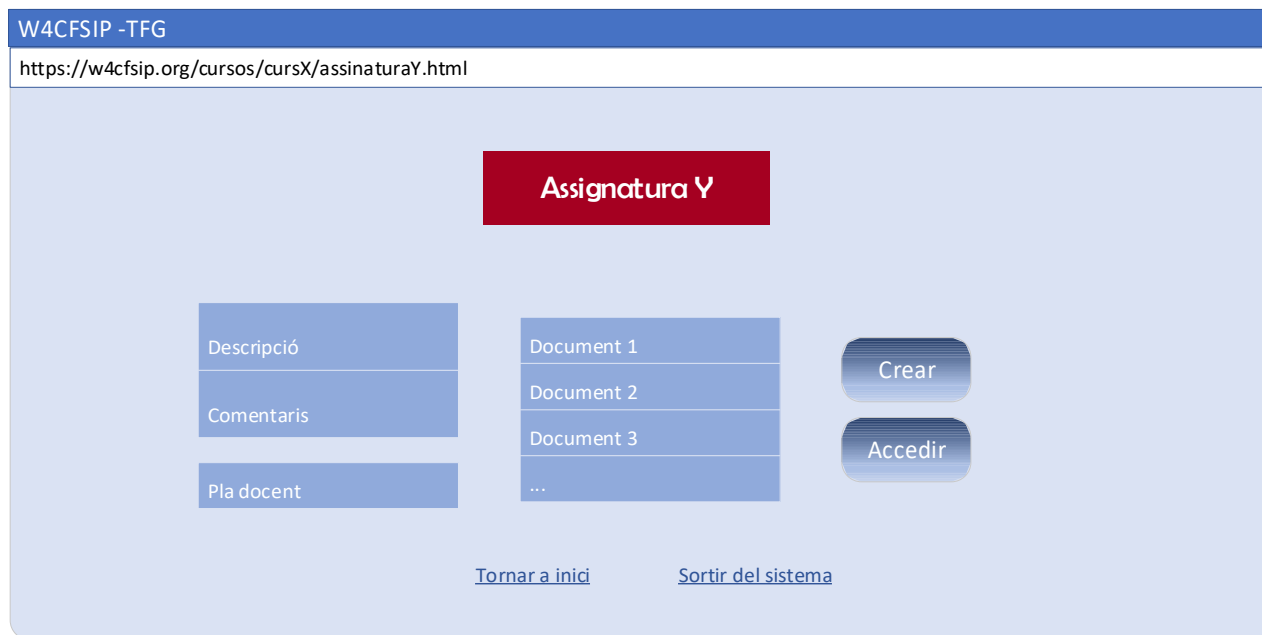 W4CFSIP -TFG
https://w4cfsip.org/cursos/cursX/assinaturaY.html
Assignatura Y
Descripció
Comentaris
Pla docent
Document 1
Document 2
Document 3
...
Crear
Accedir
Tornar a inici
Sortir del sistema